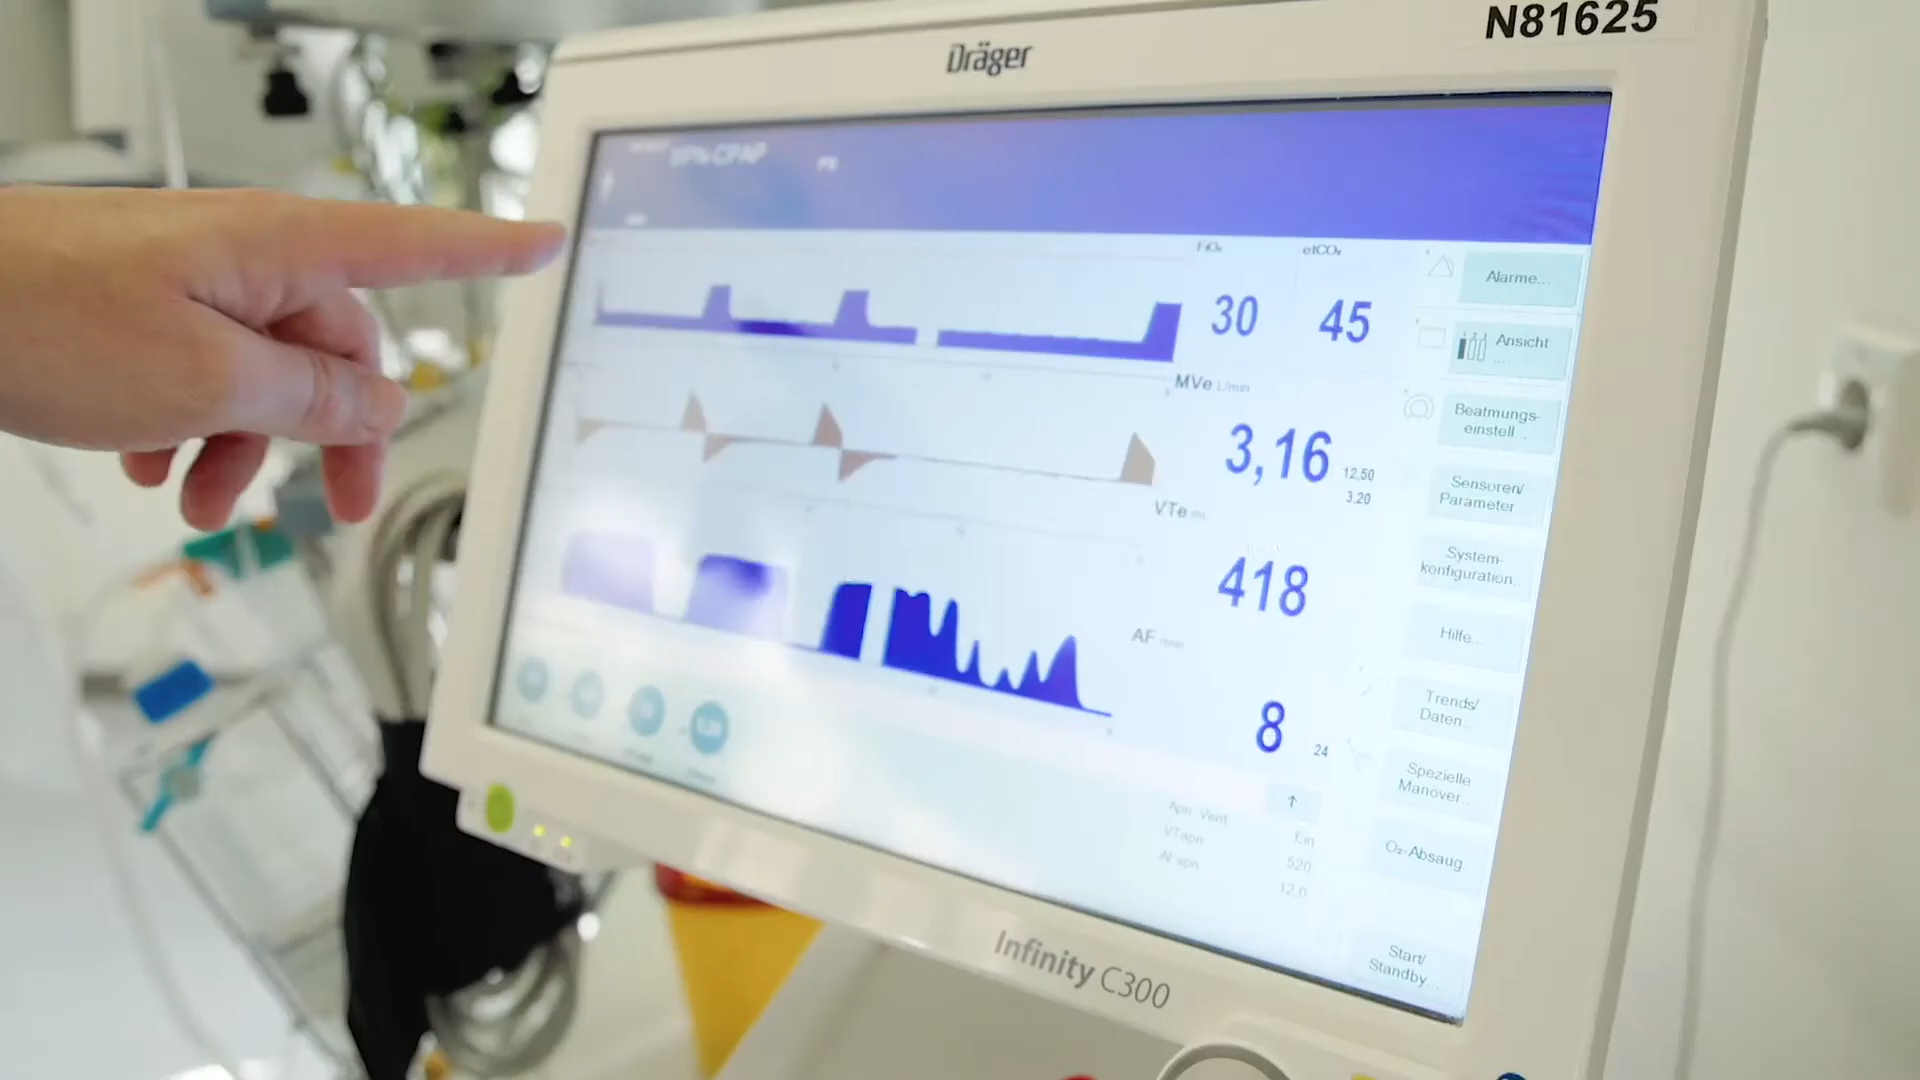 N81625
Dräger
FiO₂
etCO₂
30
45
MVe L/min
3,16
12,50
3.20
VTe
418
AF /min
8
24
Apn. Vent.
Ein
VTapn
520
AFapn
12,0
Alarme...
Ansicht
...
Beatmungs-
einstell...
Sensoren/
Parameter
System-
konfiguration...
Hilfe...
Trends/
Daten...
Spezielle
Manöver...
O₂-Absaug
Start/
Standby...
Infinity C300